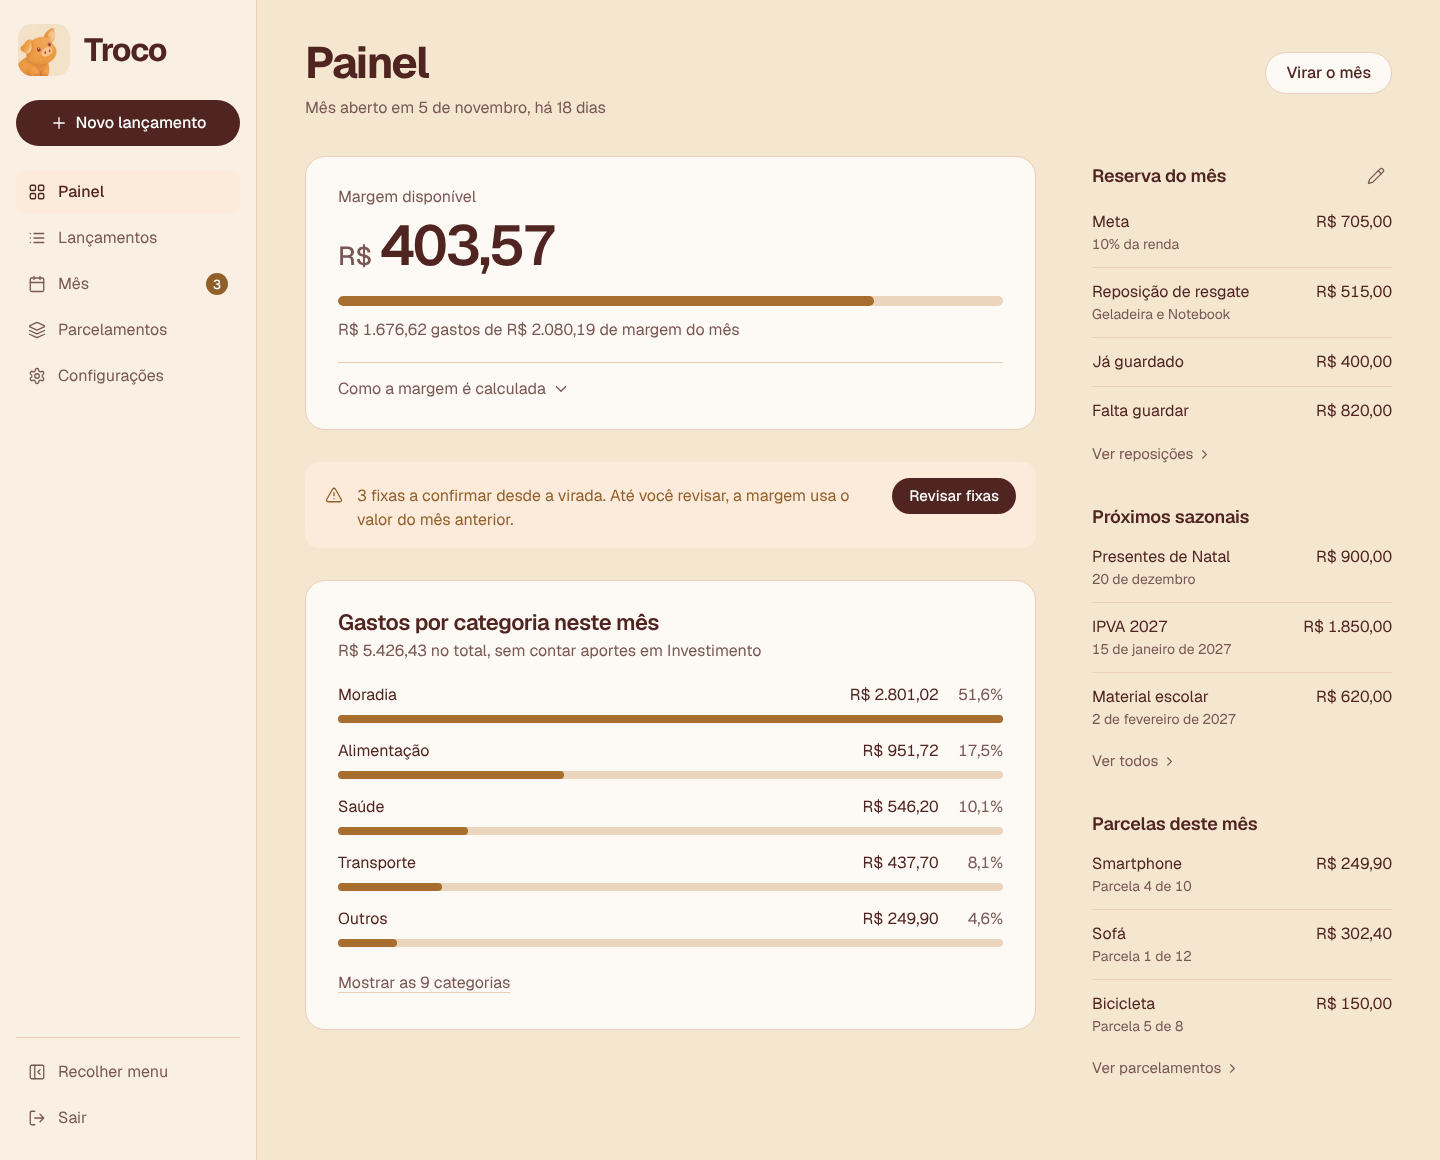 Troco
Novo lançamento
Painel
Lançamentos
Mês
3
Parcelamentos
Configurações
Recolher menu
Sair
Painel
Mês aberto em 5 de novembro, há 18 dias
Virar o mês
Margem disponível
R$ 403,57
R$ 1.676,62 gastos de R$ 2.080,19 de margem do mês
Como a margem é calculada
3 fixas a confirmar desde a virada. Até você revisar, a margem usa o
valor do mês anterior.
Revisar fixas
Gastos por categoria neste mês
R$ 5.426,43 no total, sem contar aportes em Investimento
Moradia R$ 2.801,02 51,6%
Alimentação R$ 951,72 17,5%
Saúde R$ 546,20 10,1%
Transporte R$ 437,70 8,1%
Outros R$ 249,90 4,6%
Mostrar as 9 categorias
Reserva do mês
Meta R$ 705,00
10% da renda
Reposição de resgate R$ 515,00
Geladeira e Notebook
Já guardado R$ 400,00
Falta guardar R$ 820,00
Ver reposições
Próximos sazonais
Presentes de Natal R$ 900,00
20 de dezembro
IPVA 2027 R$ 1.850,00
15 de janeiro de 2027
Material escolar R$ 620,00
2 de fevereiro de 2027
Ver todos
Parcelas deste mês
Smartphone R$ 249,90
Parcela 4 de 10
Sofá R$ 302,40
Parcela 1 de 12
Bicicleta R$ 150,00
Parcela 5 de 8
Ver parcelamentos